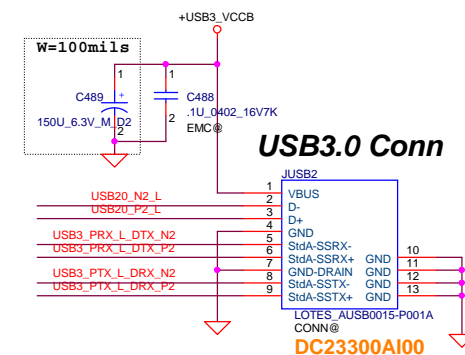 +USB3_VCCB
W=100mils
1
1
C489
+
C488
150U_6.3V_M_D2
.1U_0402_16V7K
2
2
EMC@
USB3.0 Conn
JUSB2
1 VBUS
USB20_N2_L 2 D-
USB20_P2_L 3 D+
4 GND
USB3_PRX_L_DTX_N2 5 StdA-SSRX-
USB3_PRX_L_DTX_P2 6 StdA-SSRX+ GND 10
7 GND-DRAIN GND 11
USB3_PTX_L_DRX_N2 8 StdA-SSTX- GND 12
USB3_PTX_L_DRX_P2 9 StdA-SSTX+ GND 13
LOTES_AUSB0015-P001A
CONN@
DC23300AI00